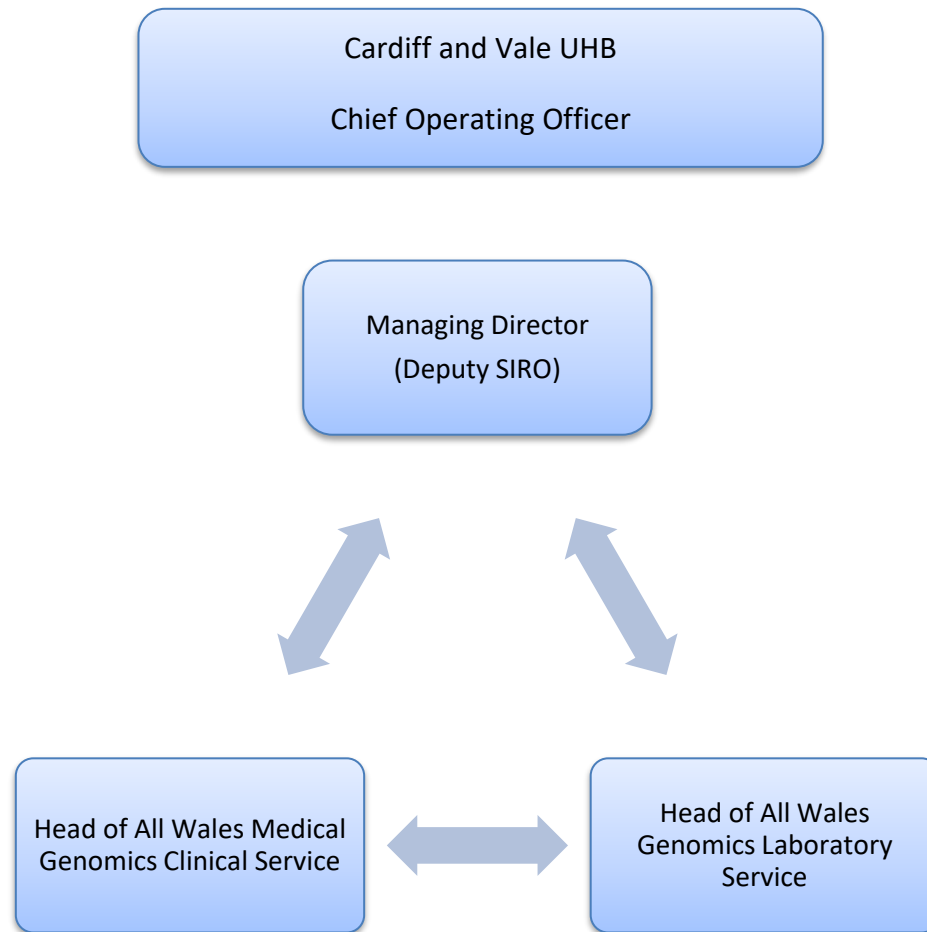 Cardiff and Vale UHB
Chief Operating Officer
Managing Director
(Deputy SIRO)
Head of All Wales Medical
Genomics Clinical Service
Head of All Wales
Genomics Laboratory
Service